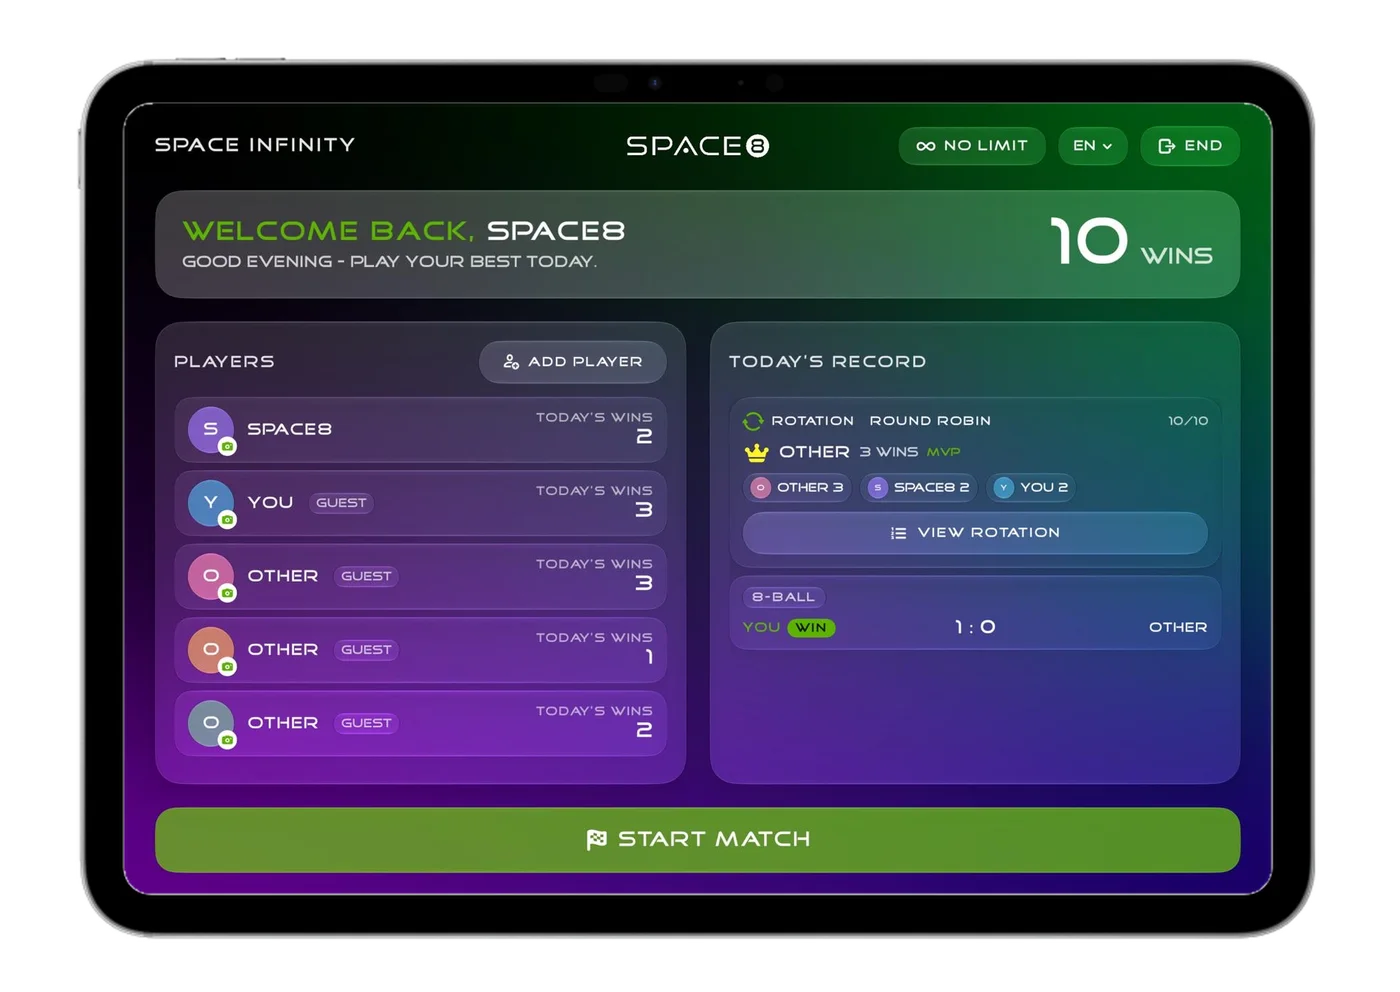 SPACE INFINITY
SPACE8
NO LIMIT
EN
END
WELCOME BACK, SPACE8
GOOD EVENING - PLAY YOUR BEST TODAY.
10 WINS
PLAYERS
ADD PLAYER
S SPACE8
TODAY'S WINS
2
Y YOU GUEST
TODAY'S WINS
3
O OTHER GUEST
TODAY'S WINS
3
O OTHER GUEST
TODAY'S WINS
1
O OTHER GUEST
TODAY'S WINS
2
TODAY'S RECORD
ROTATION ROUND ROBIN 10/10
OTHER 3 WINS MVP
O OTHER 3 S SPACE8 2 Y YOU 2
VIEW ROTATION
8-BALL
YOU WIN 1 : 0 OTHER
START MATCH